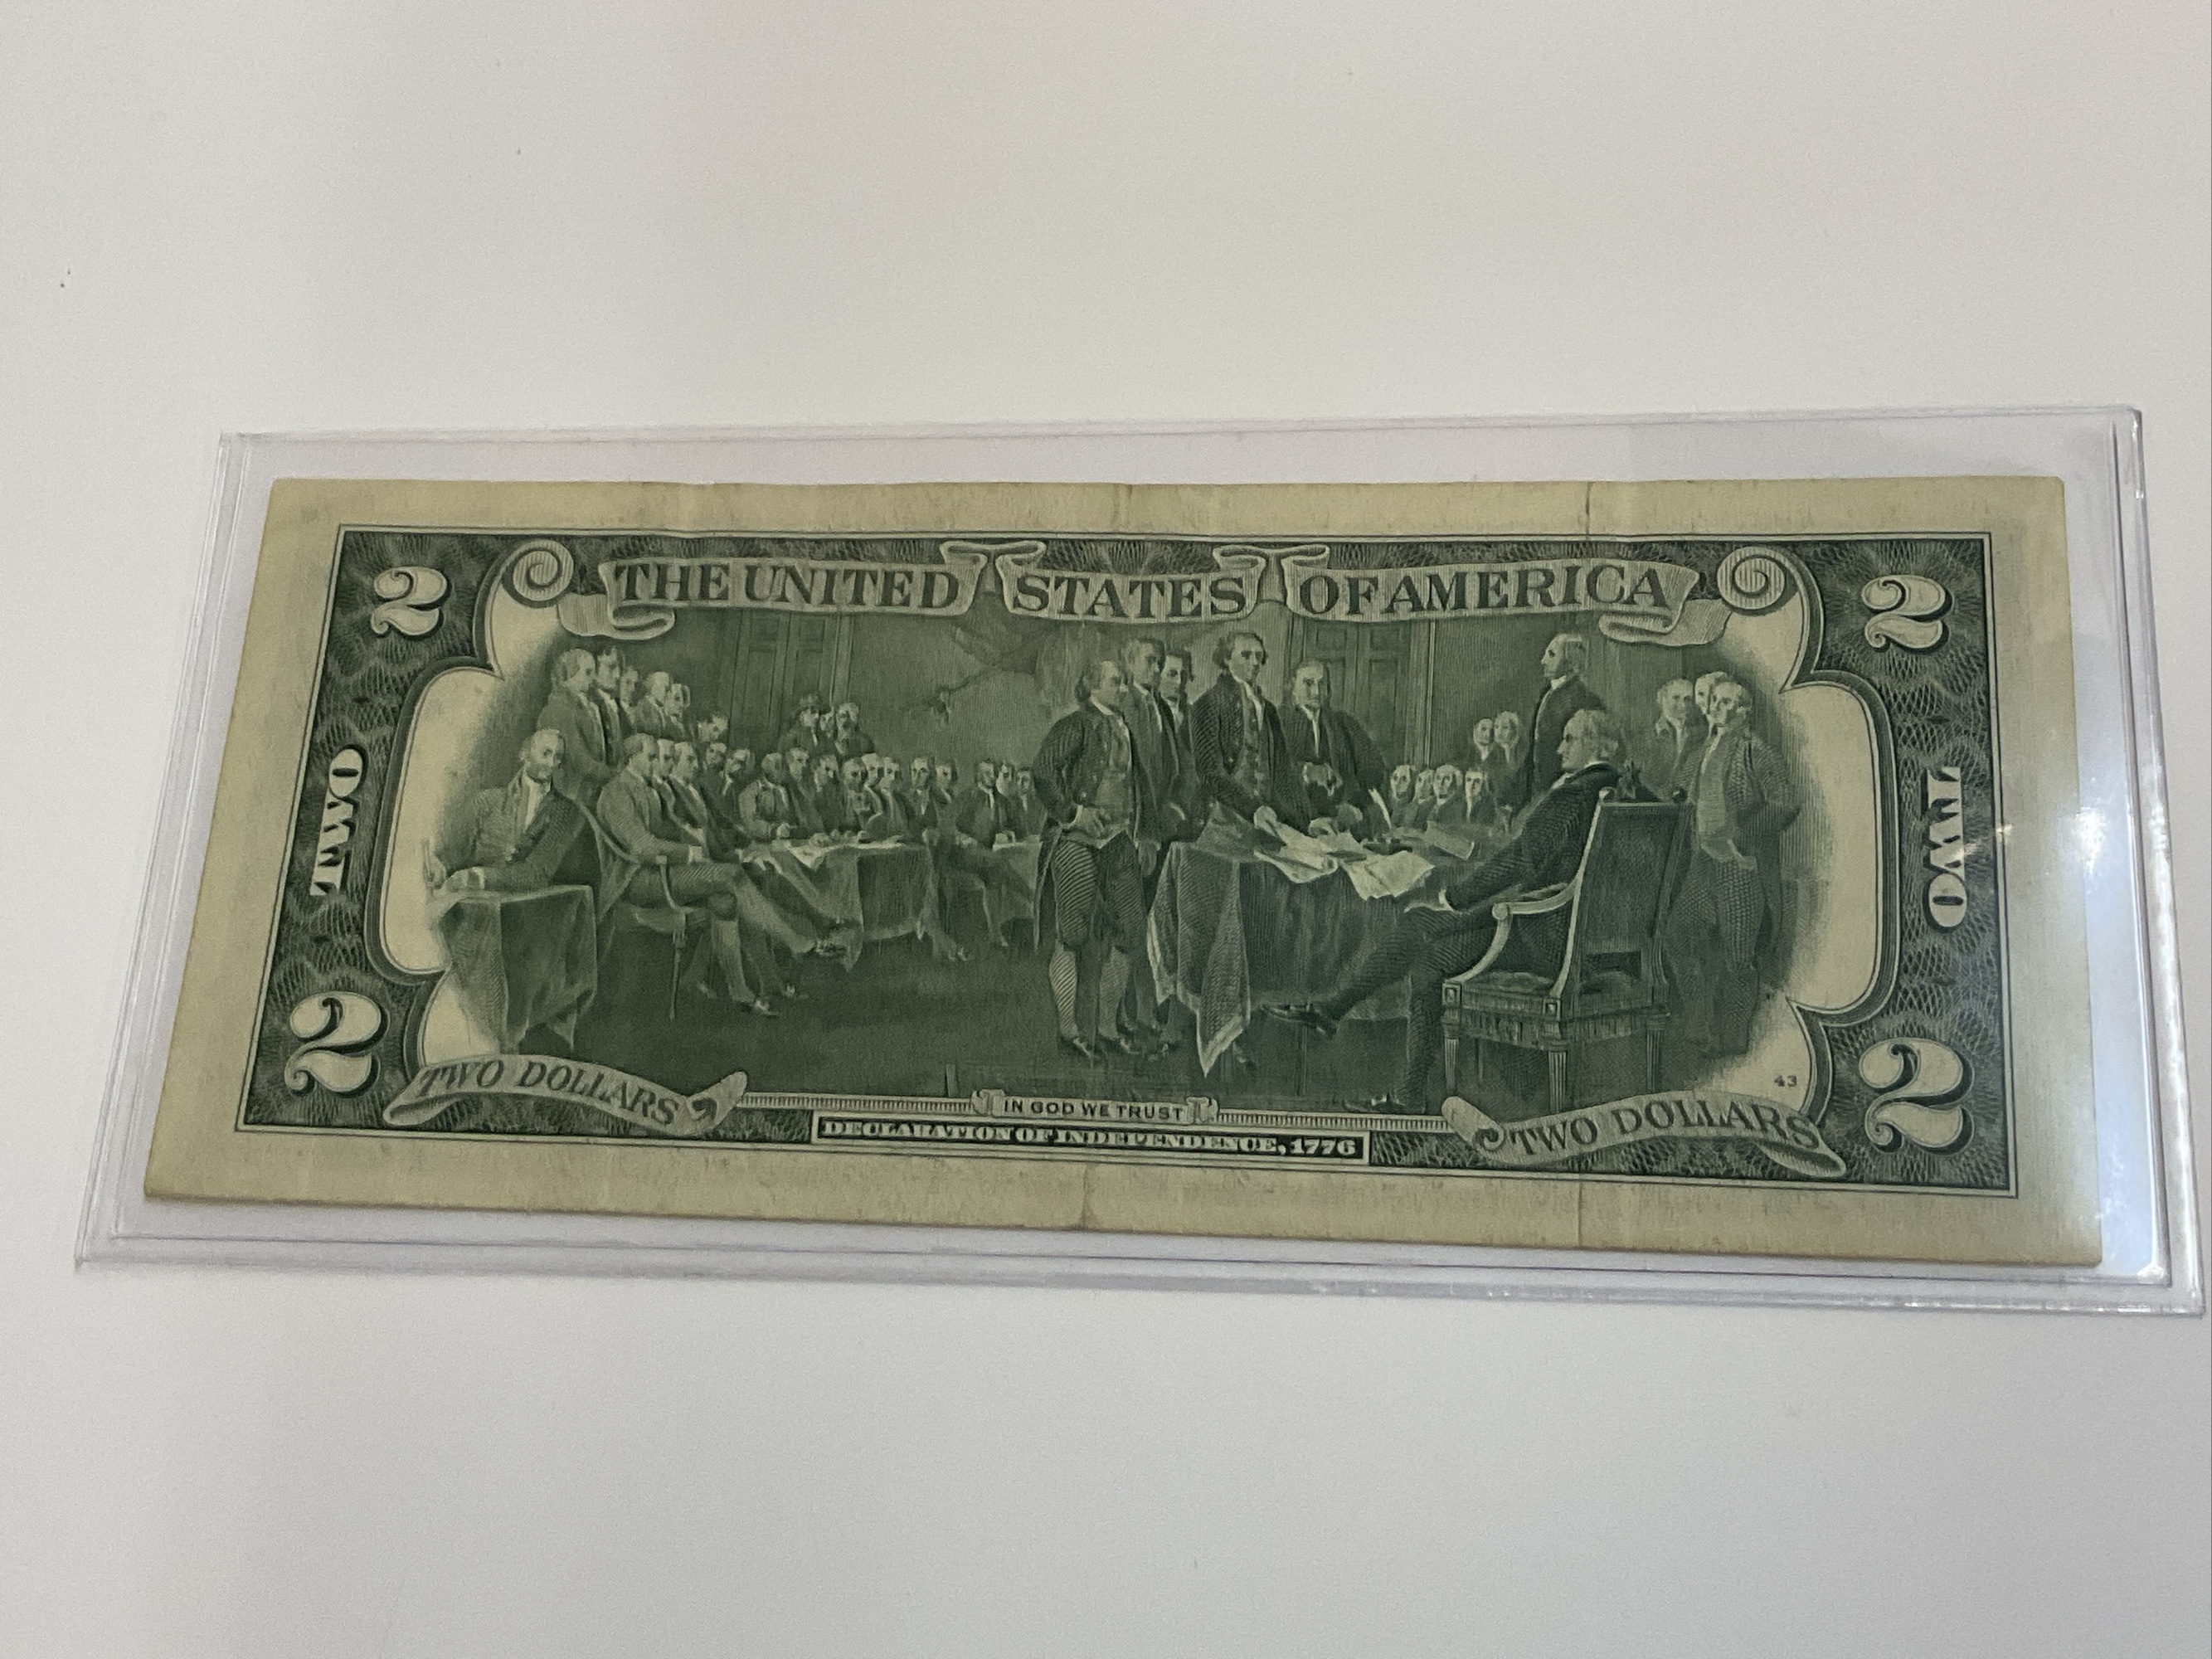 2 THE UNITED STATES OF AMERICA 2
TWO
TWO
2 TWO DOLLARS
IN GOD WE TRUST
DECLARATION OF INDEPENDENCE, 1776
43
TWO DOLLARS 2